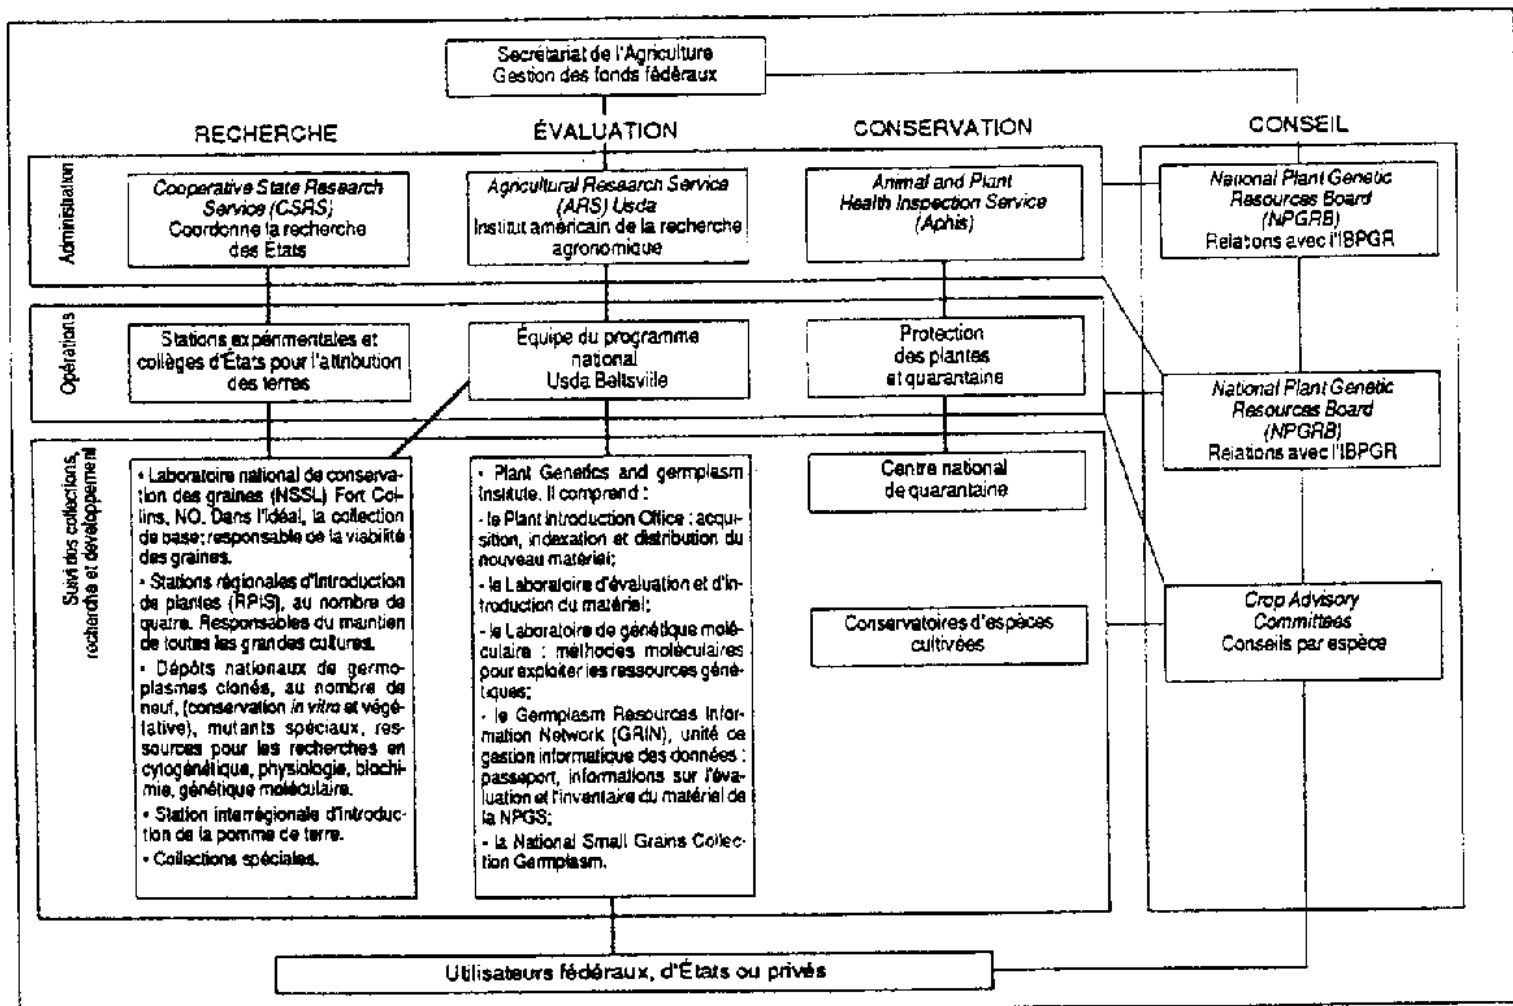 Secrétariat de l'Agriculture
Gestion des fonds fédéraux
RECHERCHE
ÉVALUATION
CONSERVATION
CONSEIL
Administration
Cooperative State Research
Service (CSRS)
Coordonne la recherche
des États
Agricultural Research Service
(ARS) Usda
Institut américain de la recherche
agronomique
Animal and Plant
Health Inspection Service
(Aphis)
National Plant Genetic
Resources Board
(NPGRB)
Relations avec l'IBPGR
Opérations
Stations expérimentales et
collèges d'États pour l'attribution
des terres
Équipe du programme
national
Usda Beltsville
Protection
des plantes
et quarantaine
National Plant Genetic
Resources Board
(NPGRB)
Relations avec l'IBPGR
Suivi des collections,
recherche et développement
• Laboratoire national de conserva-
tion des graines (NSSL) Fort Col-
lins, NO. Dans l'idéal, la collection
de base; responsable de la viabilité
des graines.
• Stations régionales d'introduction
de plantes (RPIS), au nombre de
quatre. Responsables du maintien
de toutes les grandes cultures.
• Dépôts nationaux de germo-
plasmes clonés, au nombre de
neuf, (conservation in vitro et végé-
tative), mutants spéciaux, res-
sources pour les recherches en
cytogénétique, physiologie, biochi-
mie, génétique moléculaire.
• Station interrégionale d'introduc-
tion de la pomme de terre.
• Collections spéciales.
• Plant Genetics and germplasm
Institute. Il comprend :
- le Plant Introduction Office : acqui-
sition, indexation et distribution du
nouveau matériel;
- le Laboratoire d'évaluation et d'in-
troduction du matériel;
- le Laboratoire de génétique molé-
culaire : méthodes moléculaires
pour exploiter les ressources géné-
tiques;
- le Germplasm Resources Infor-
mation Network (GRIN), unité de
gestion informatique des données :
passeport, informations sur l'éva-
luation et l'inventaire du matériel de
la NPGS;
- la National Small Grains Collec-
tion Germplasm.
Centre national
de quarantaine
Conservatoires d'espèces
cultivées
Crop Advisory
Committees
Conseils par espèce
Utilisateurs fédéraux, d'États ou privés